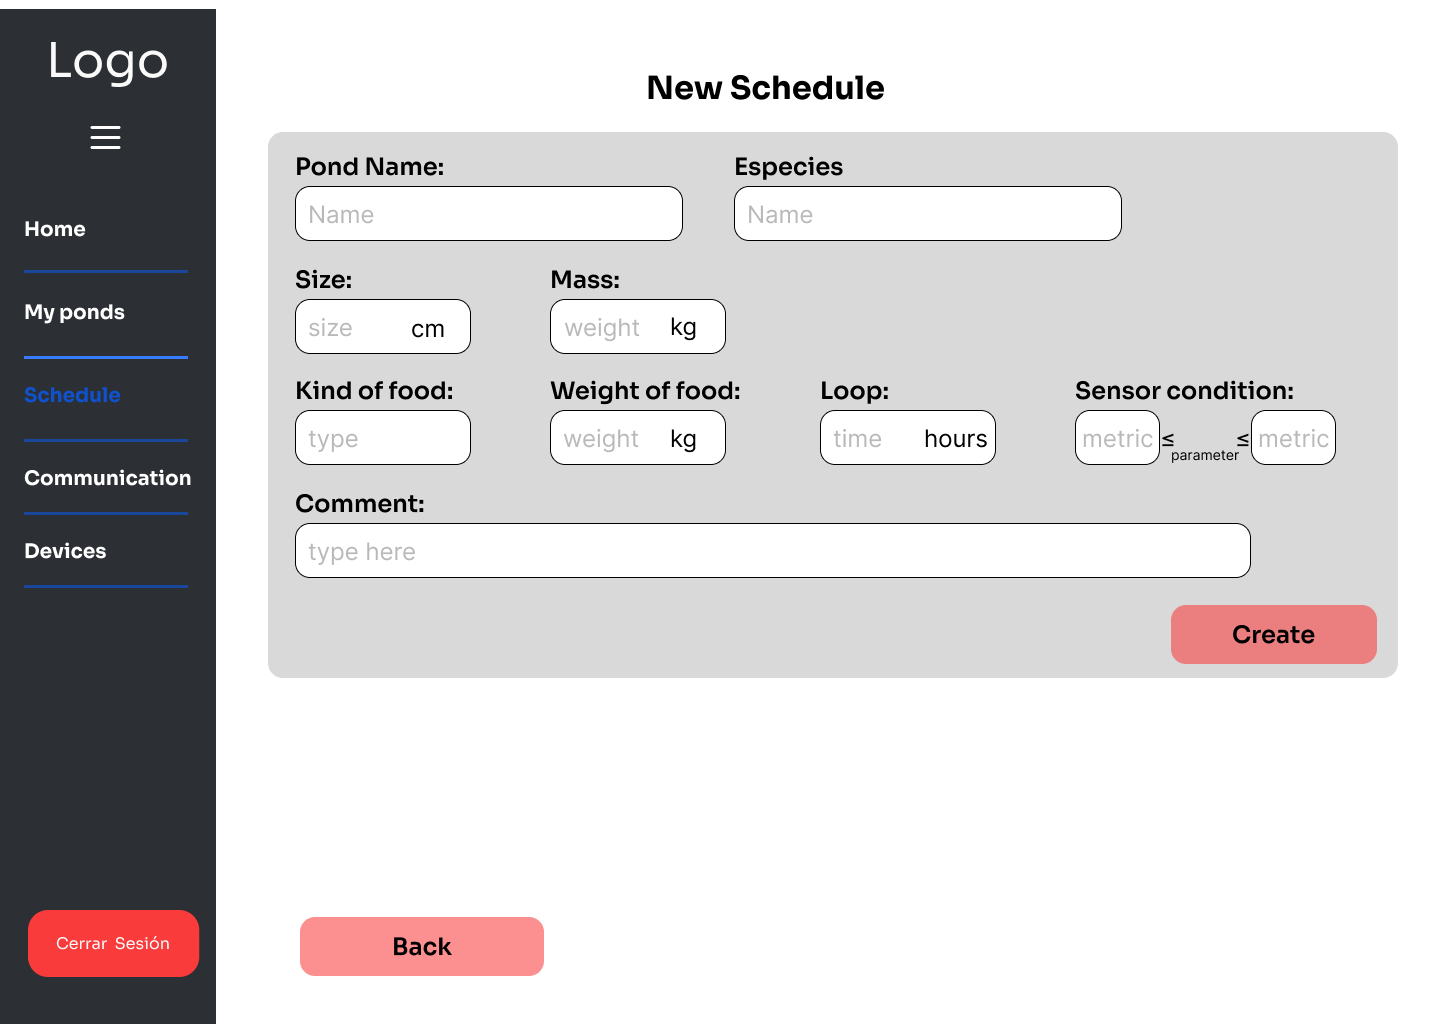 Logo
Home
My ponds
Schedule
Communication
Devices
Cerrar Sesión
New Schedule
Pond Name:
Name
Especies
Name
Size:
size cm
Mass:
weight kg
Kind of food:
type
Weight of food:
weight kg
Loop:
time hours
Sensor condition:
metric ≤ parameter ≤ metric
Comment:
type here
Create
Back